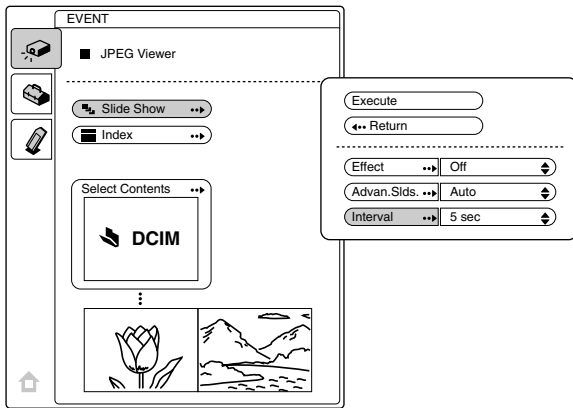 EVENT
JPEG Viewer
Slide Show
Index
Select Contents
DCIM
Execute
Return
Effect Off
Advan.Slds. Auto
Interval 5 sec